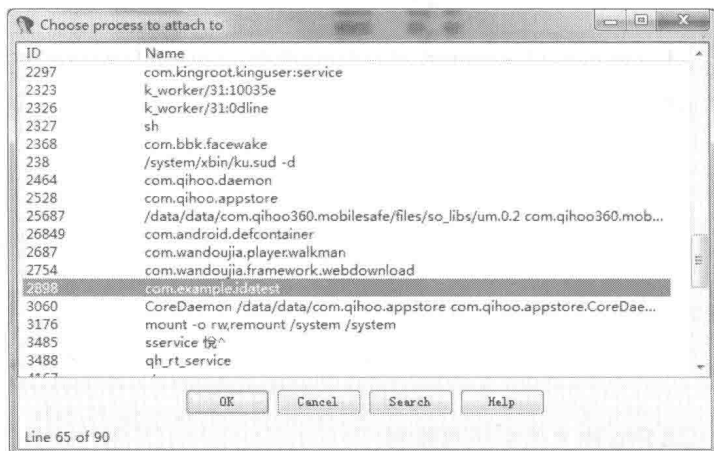 Choose process to attach to
ID Name
2297 com.kingroot.kinguser:service
2323 k_worker/31:10035e
2326 k_worker/31:0dline
2327 sh
2368 com.bbk.facewake
238 /system/xbin/ku.sud -d
2464 com.qihoo.daemon
2528 com.qihoo.appstore
25687 /data/data/com.qihoo360.mobilesafe/files/so_libs/um.0.2 com.qihoo360.mob...
26849 com.android.defcontainer
2687 com.wandoujia.player.walkman
2754 com.wandoujia.framework.webdownload
2898 com.example.idatest
3060 CoreDaemon /data/data/com.qihoo.appstore com.qihoo.appstore.CoreDae...
3176 mount -o rw,remount /system /system
3485 sservice 悅^
3488 qh_rt_service
OK Cancel Search Help
Line 65 of 90